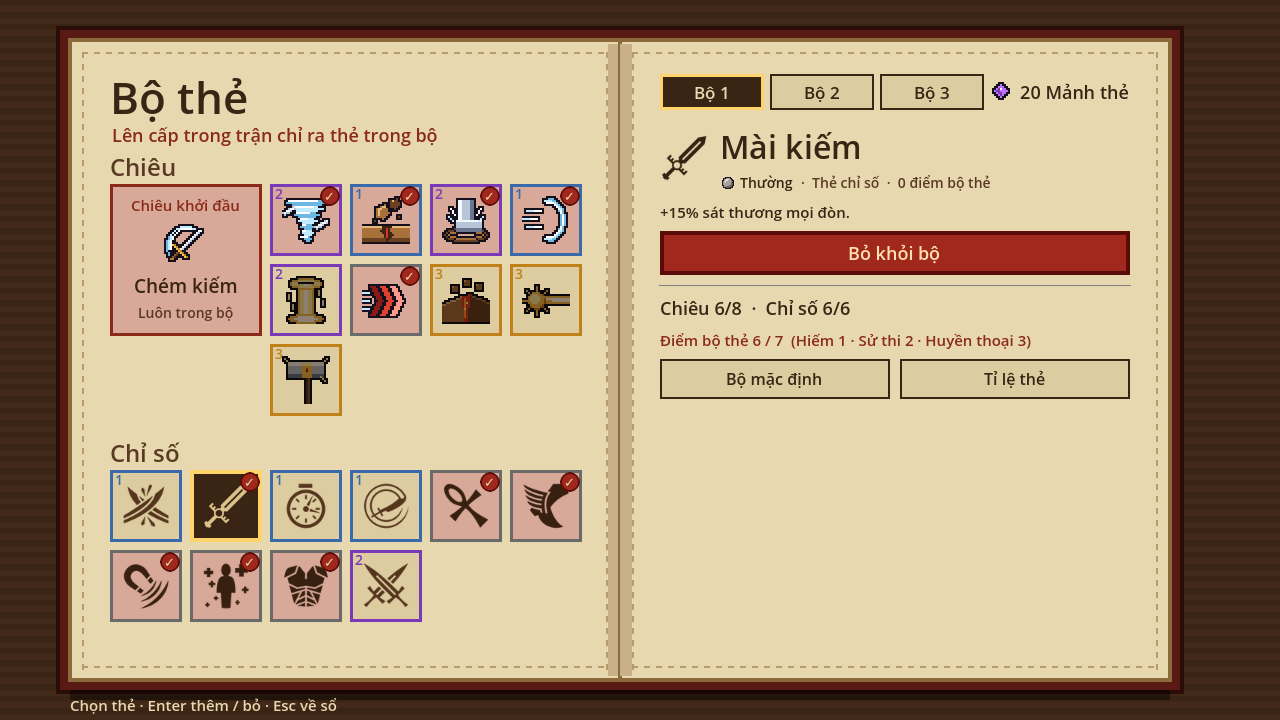 Bộ thẻ
Lên cấp trong trận chỉ ra thẻ trong bộ
Chiêu
Chiêu khởi đầu
Chém kiếm
Luôn trong bộ
2
1
2
1
2
3
3
3
Chỉ số
1
1
1
2
Bộ 1
Bộ 2
Bộ 3
20 Mảnh thẻ
Mài kiếm
Thường · Thẻ chỉ số · 0 điểm bộ thẻ
+15% sát thương mọi đòn.
Bỏ khỏi bộ
Chiêu 6/8 · Chỉ số 6/6
Điểm bộ thẻ 6 / 7 (Hiếm 1 · Sử thi 2 · Huyền thoại 3)
Bộ mặc định
Tỉ lệ thẻ
Chọn thẻ · Enter thêm / bỏ · Esc về sổ